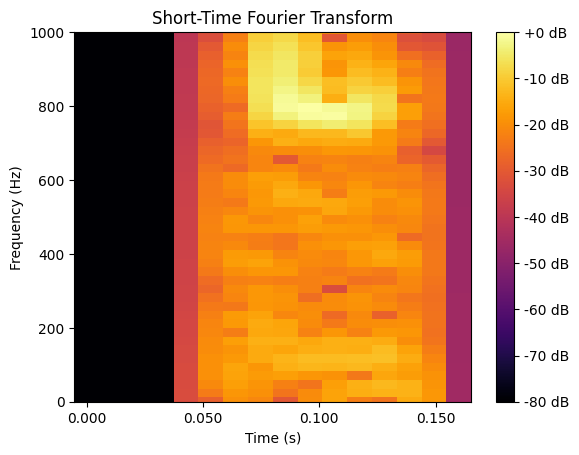 Short-Time Fourier Transform
1000
800
600
400
200
0
Frequency (Hz)
0.000
0.050
0.100
0.150
Time (s)
+0 dB
-10 dB
-20 dB
-30 dB
-40 dB
-50 dB
-60 dB
-70 dB
-80 dB